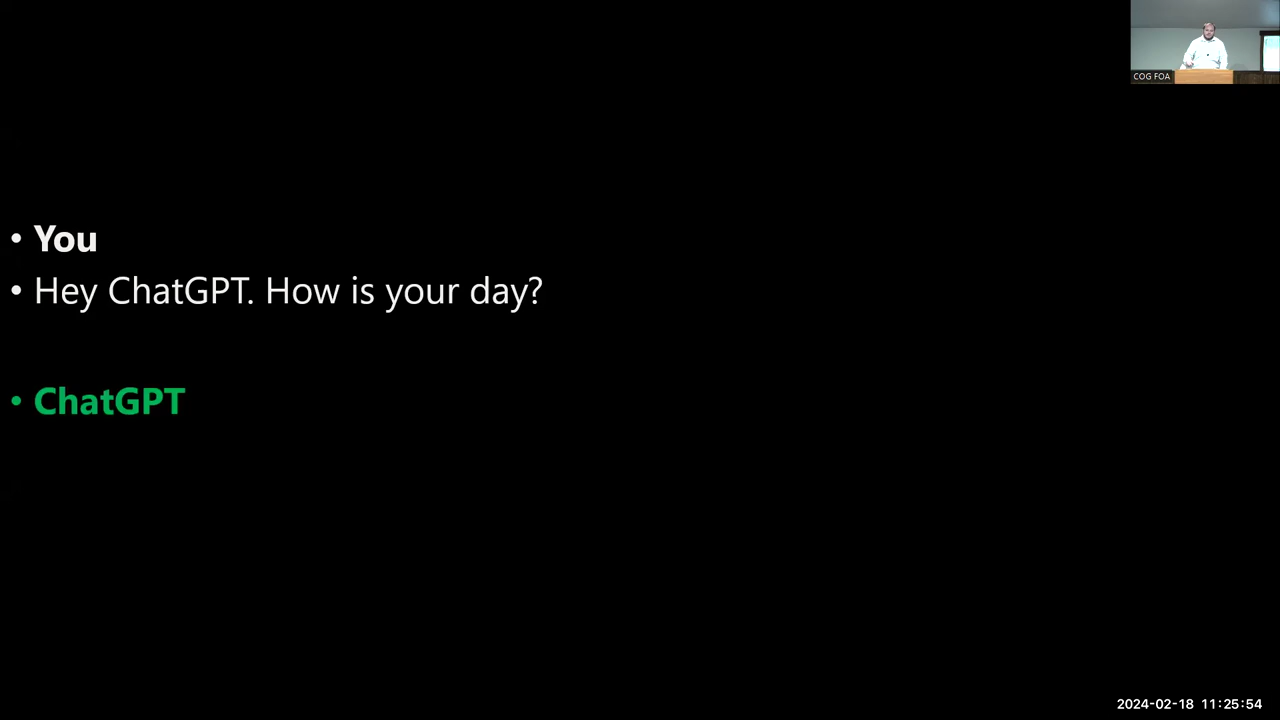 COG FOA
• You
• Hey ChatGPT. How is your day?
• ChatGPT
2024-02-18 11:25:54